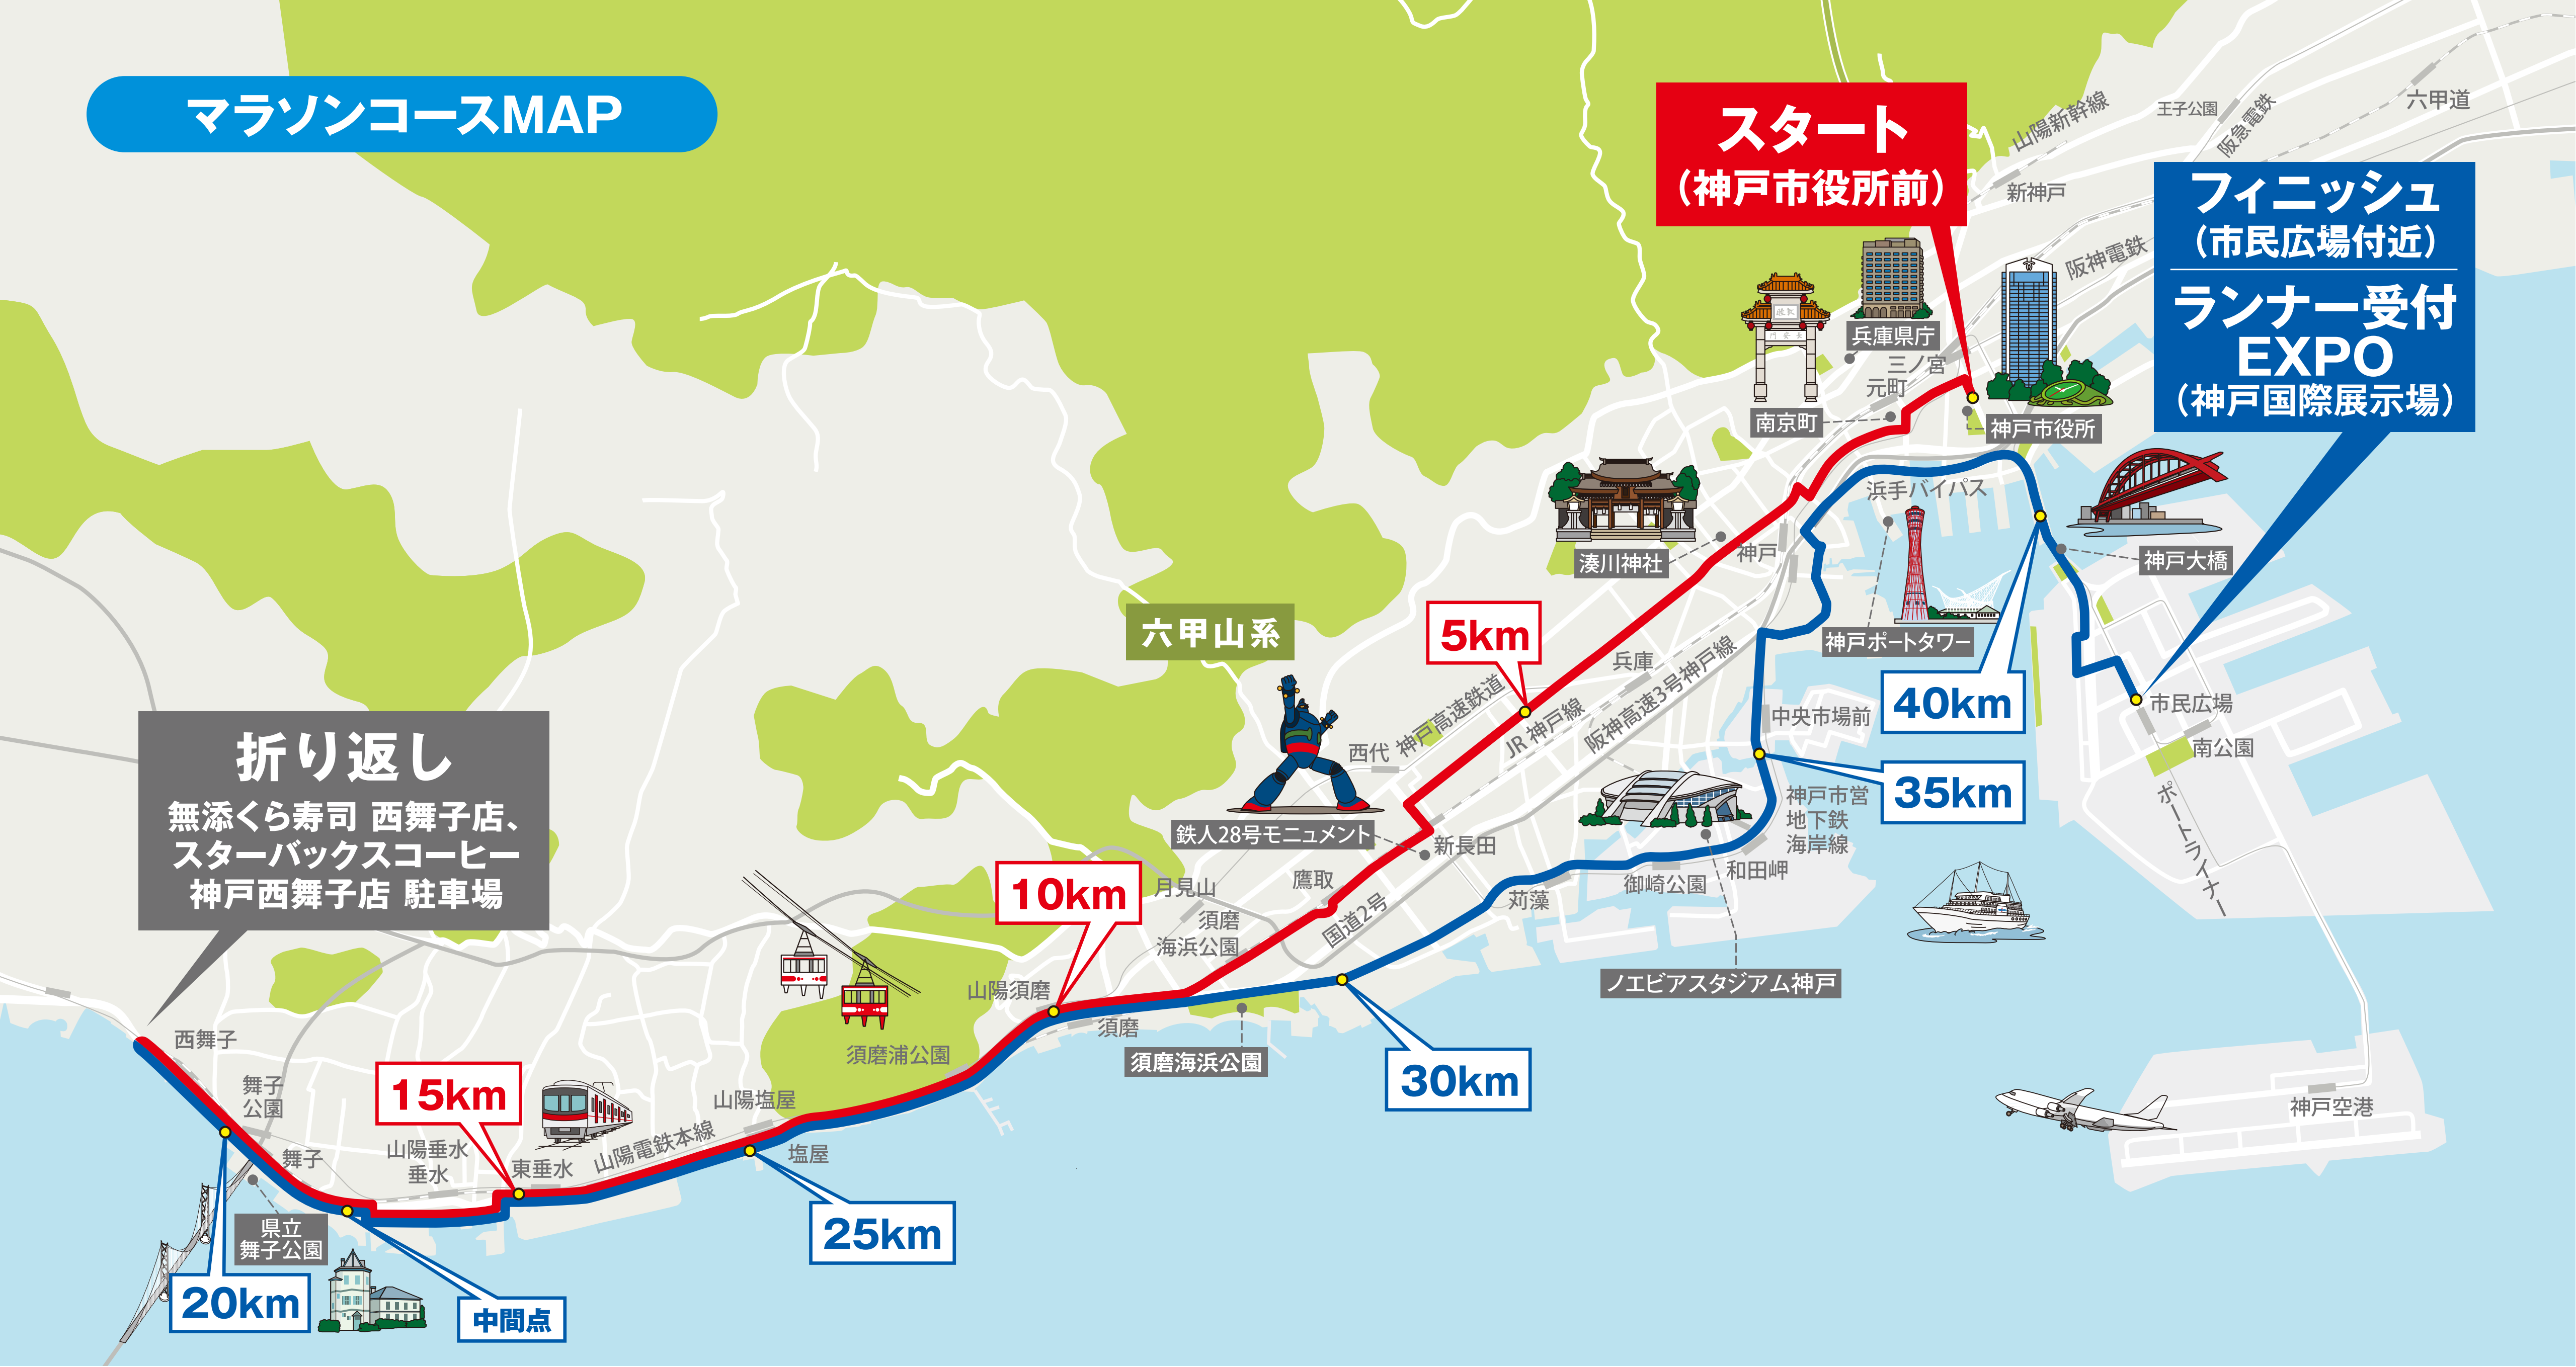 マラソンコースMAP
スタート
（神戸市役所前）
フィニッシュ
（市民広場付近）
ランナー受付
EXPO
（神戸国際展示場）
山陽新幹線
王子公園
阪急電鉄
六甲道
新神戸
阪神電鉄
兵庫県庁
三ノ宮
元町
南京町
神戸市役所
浜手バイパス
神戸大橋
湊川神社
神戸
神戸ポートタワー
六甲山系
5km
兵庫
40km
神戸高速鉄道
JR 神戸線
阪神高速3号神戸線
西代
中央市場前
市民広場
南公園
35km
ポートライナー
神戸市営
地下鉄
海岸線
折り返し
無添くら寿司 西舞子店、
スターバックスコーヒー
神戸西舞子店 駐車場
鉄人28号モニュメント
新長田
鷹取
国道2号
苅藻
御崎公園
和田岬
10km
月見山
須磨
海浜公園
ノエビアスタジアム神戸
山陽須磨
須磨
須磨浦公園
須磨海浜公園
30km
西舞子
舞子
公園
15km
山陽塩屋
塩屋
山陽電鉄本線
舞子
山陽垂水
垂水
東垂水
神戸空港
県立
舞子公園
25km
20km
中間点